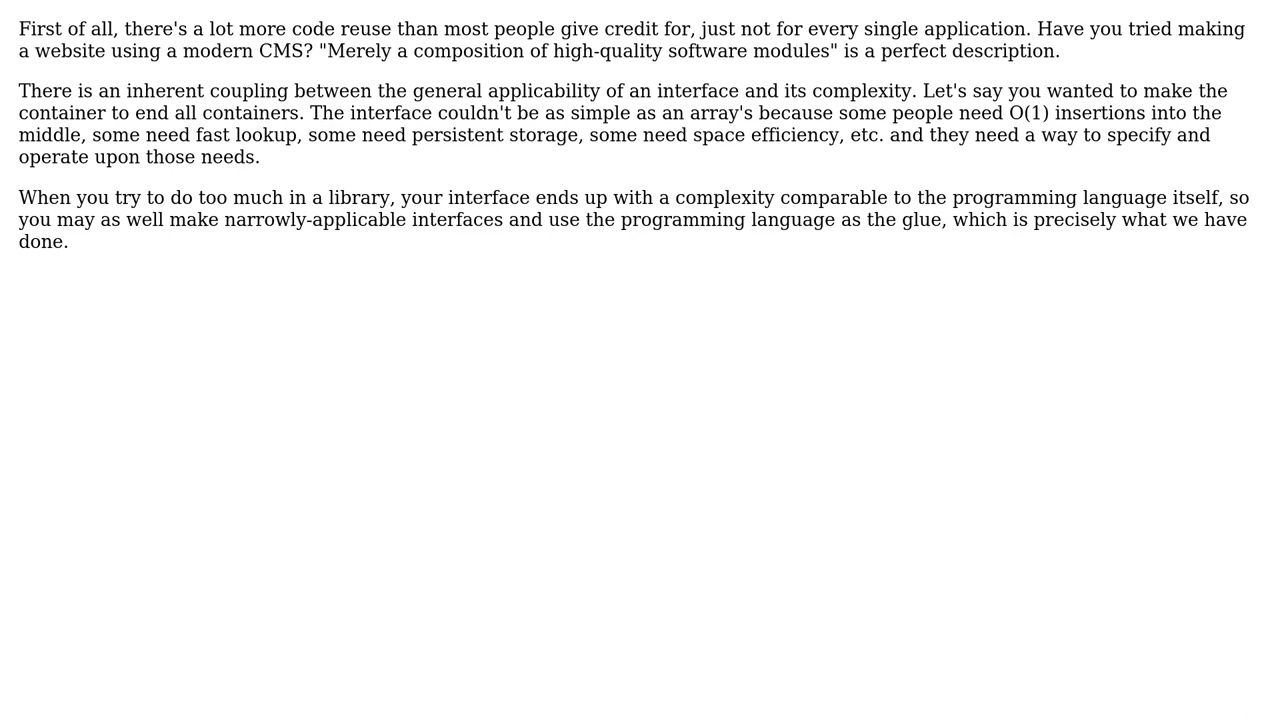 First of all, there's a lot more code reuse than most people give credit for, just not for every single application. Have you tried making
a website using a modern CMS? "Merely a composition of high-quality software modules" is a perfect description.
There is an inherent coupling between the general applicability of an interface and its complexity. Let's say you wanted to make the
container to end all containers. The interface couldn't be as simple as an array's because some people need O(1) insertions into the
middle, some need fast lookup, some need persistent storage, some need space efficiency, etc. and they need a way to specify and
operate upon those needs.
When you try to do too much in a library, your interface ends up with a complexity comparable to the programming language itself, so
you may as well make narrowly-applicable interfaces and use the programming language as the glue, which is precisely what we have
done.